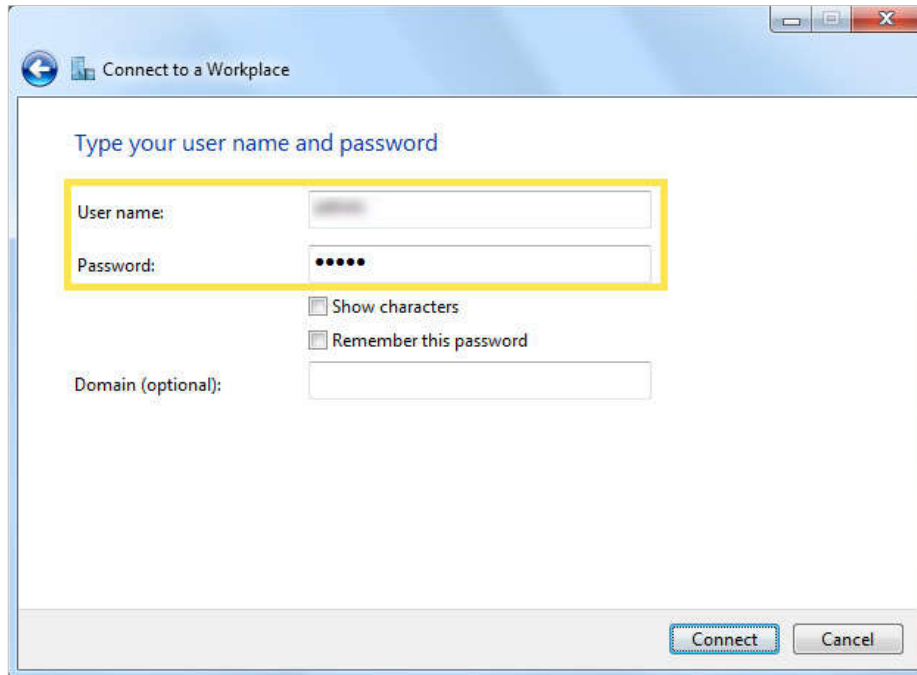 Connect to a Workplace
Type your user name and password
User name:
Password: •••••
Show characters
Remember this password
Domain (optional):
Connect Cancel